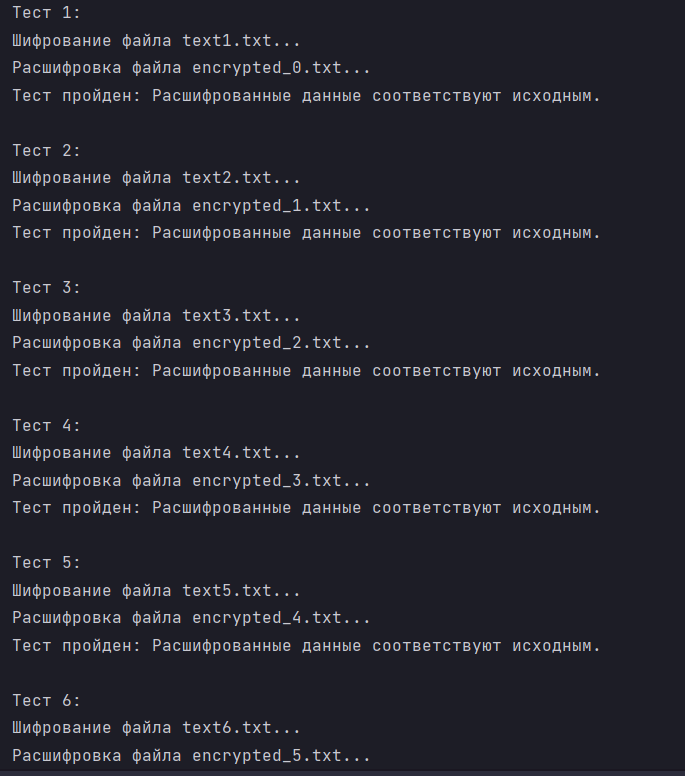 Тест 1:
Шифрование файла text1.txt...
Расшифровка файла encrypted_0.txt...
Тест пройден: Расшифрованные данные соответствуют исходным.
Тест 2:
Шифрование файла text2.txt...
Расшифровка файла encrypted_1.txt...
Тест пройден: Расшифрованные данные соответствуют исходным.
Тест 3:
Шифрование файла text3.txt...
Расшифровка файла encrypted_2.txt...
Тест пройден: Расшифрованные данные соответствуют исходным.
Тест 4:
Шифрование файла text4.txt...
Расшифровка файла encrypted_3.txt...
Тест пройден: Расшифрованные данные соответствуют исходным.
Тест 5:
Шифрование файла text5.txt...
Расшифровка файла encrypted_4.txt...
Тест пройден: Расшифрованные данные соответствуют исходным.
Тест 6:
Шифрование файла text6.txt...
Расшифровка файла encrypted_5.txt...